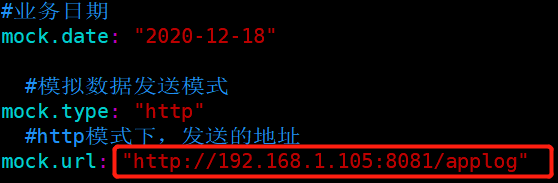 #业务日期
mock.date: "2020-12-18"
#模拟数据发送模式
mock.type: "http"
#http模式下，发送的地址
mock.url: "http://192.168.1.105:8081/applog"